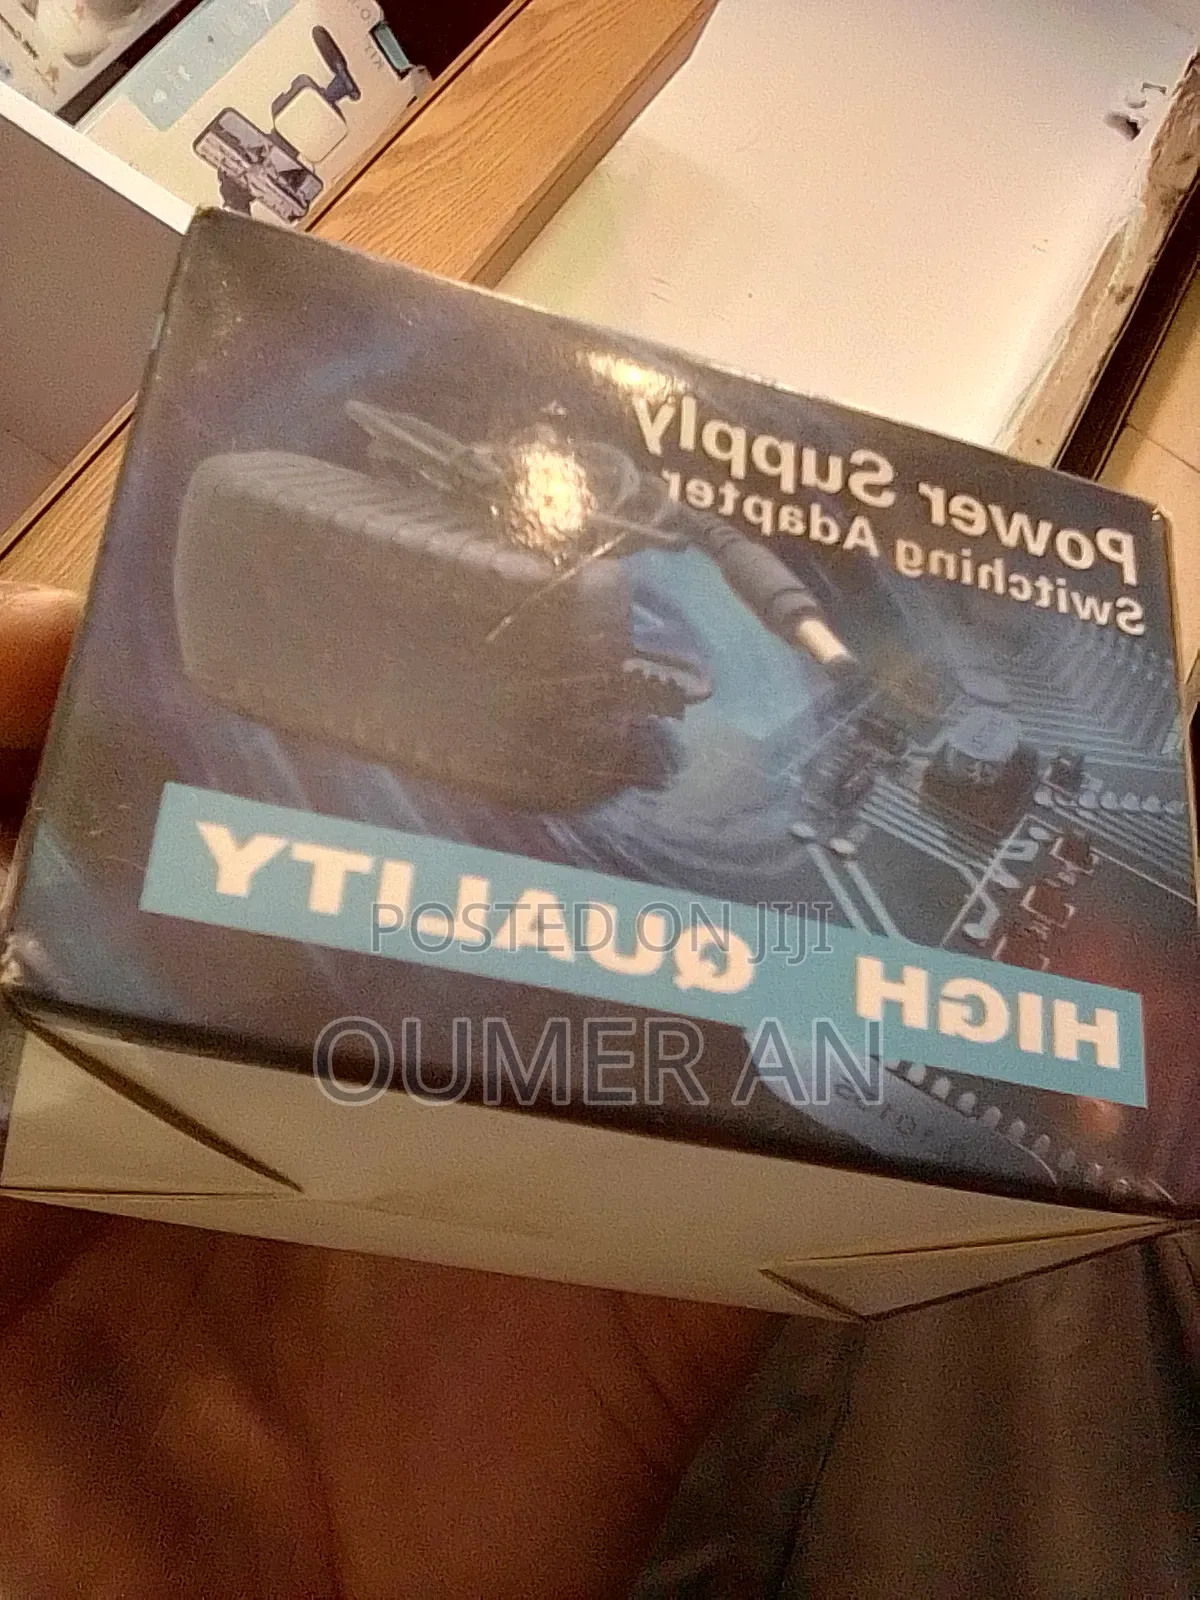 Power Supply
Switching Adapter
HIGH QUALITY
POSTED ON JIJI
OUMER AN